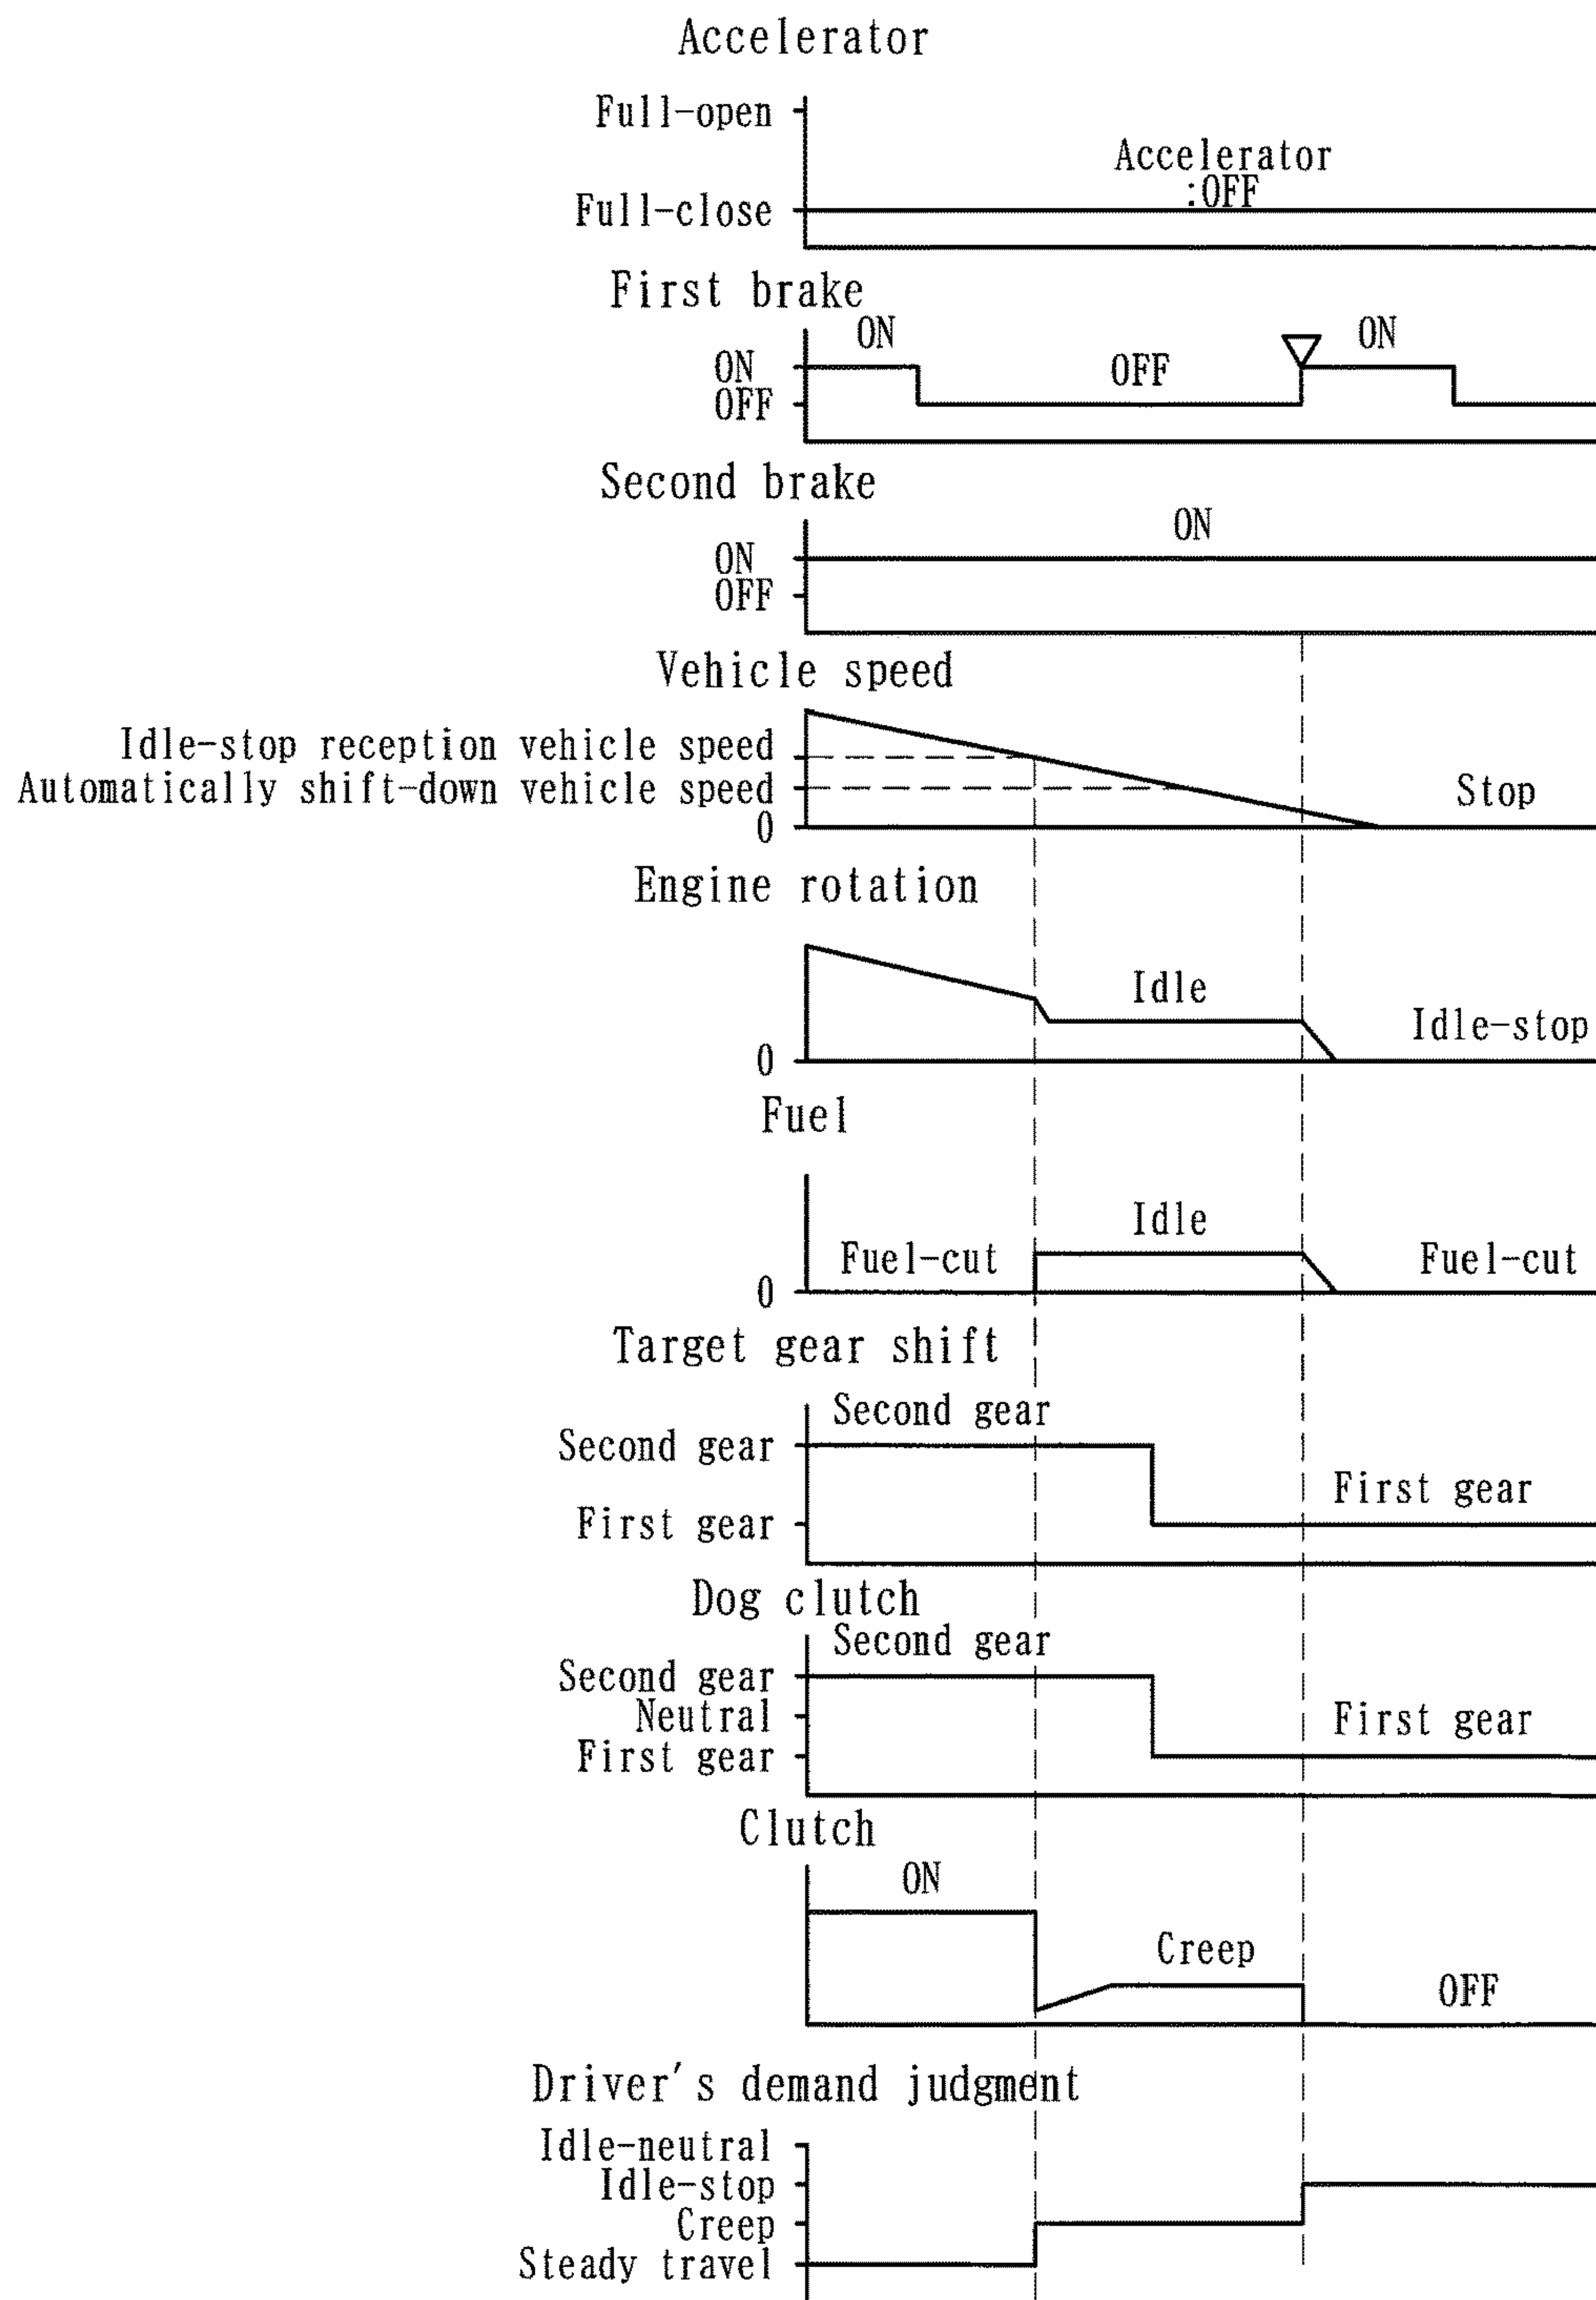 Accelerator
Full-open
Accelerator
:OFF
Full-close
First brake
ON
ON
ON
OFF
OFF
Second brake
ON
ON
OFF
Vehicle speed
Idle-stop reception vehicle speed
Automatically shift-down vehicle speed
Stop
0
Engine rotation
Idle
Idle-stop
0
Fuel
Idle
Fuel-cut
Fuel-cut
0
Target gear shift
Second gear
Second gear
First gear
First gear
Dog clutch
Second gear
Second gear
Neutral
First gear
First gear
Clutch
ON
Creep
OFF
Driver's demand judgment
Idle-neutral
Idle-stop
Creep
Steady travel